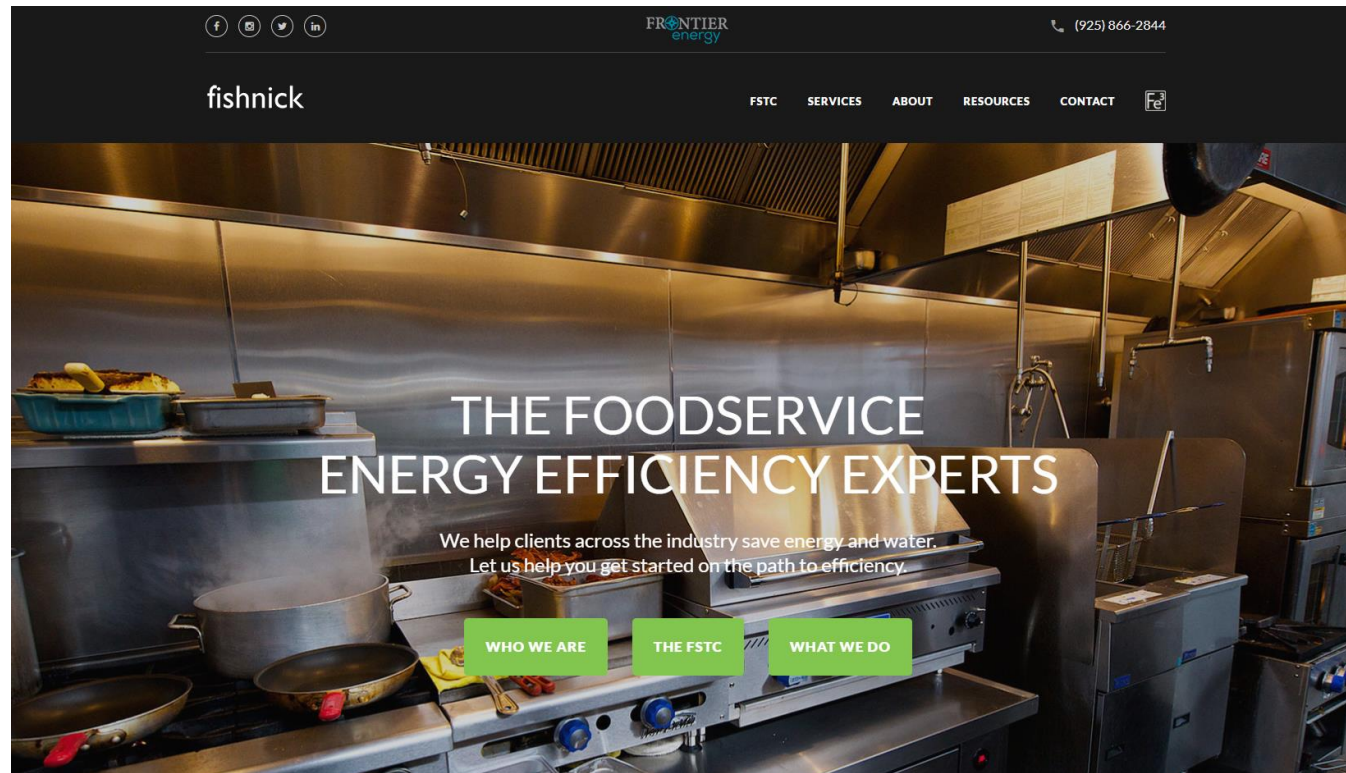 FRONTIER
energy
(925) 866-2844
fishnick
FSTC SERVICES ABOUT RESOURCES CONTACT Fe³
THE FOODSERVICE
ENERGY EFFICIENCY EXPERTS
We help clients across the industry save energy and water.
Let us help you get started on the path to efficiency.
WHO WE ARE THE FSTC WHAT WE DO